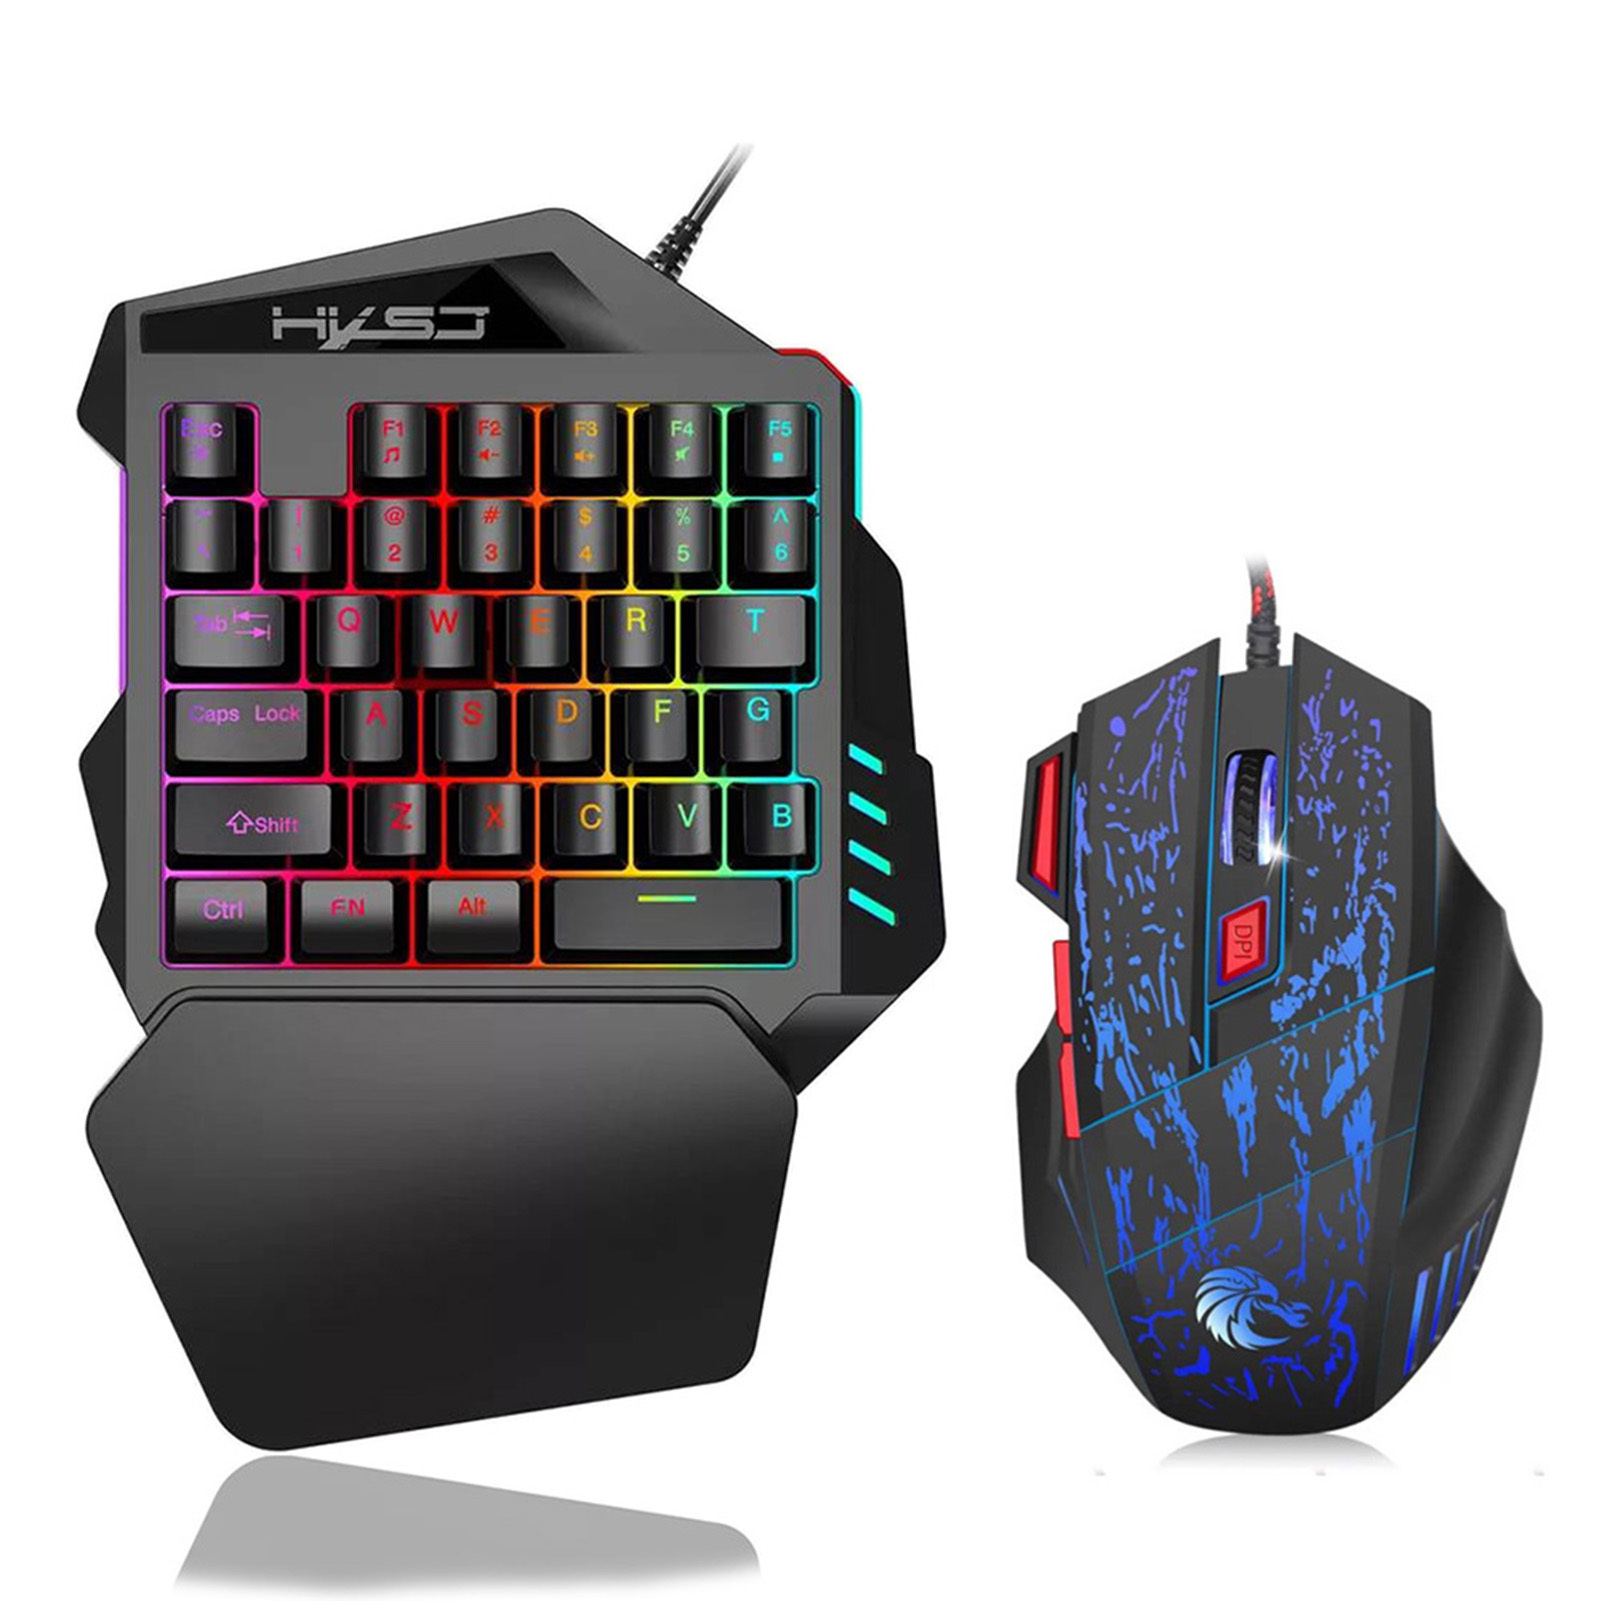 HXSJ
Esc F1 F2 F3 F4 F5
! @ # $ % ^
1 2 3 4 5 6
Tab Q W E R T
Caps Lock A S D F G
Shift Z X C V B
Ctrl FN Alt
DPI